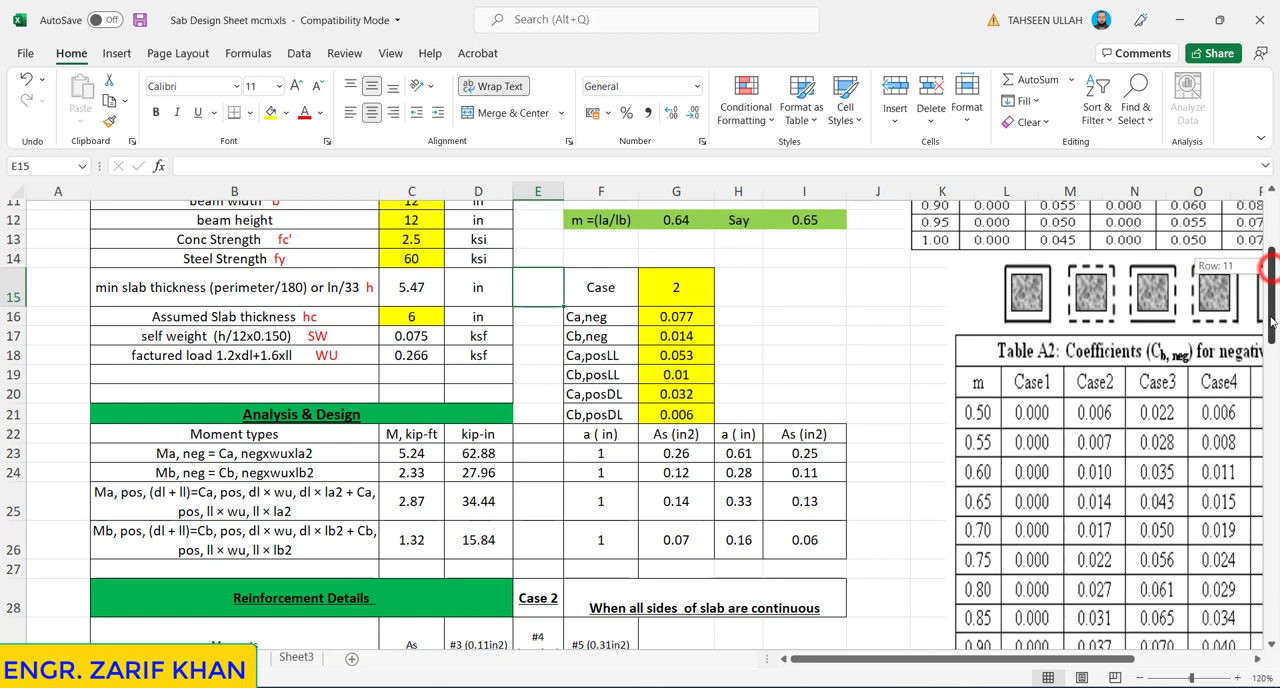 AutoSave Off Sab Design Sheet mcm.xls - Compatibility Mode Search (Alt+Q) TAHSEEN ULLAH
File Home Insert Page Layout Formulas Data Review View Help Acrobat Comments Share
Paste Calibri 11 B I U Wrap Text Merge & Center General Conditional Formatting Format as Table Cell Styles Insert Delete Format AutoSum Fill Clear Sort & Filter Find & Select Analyze Data
Undo Clipboard Font Alignment Number Styles Cells Editing Analysis
E15 fx
A B C D E F G H I J K L M N O
11 beam width b 12 in 0.90 0.000 0.055 0.000 0.060
12 beam height 12 in m =(la/lb) 0.64 Say 0.65 0.95 0.000 0.050 0.000 0.055
13 Conc Strength fc' 2.5 ksi 1.00 0.000 0.045 0.000 0.050
14 Steel Strength fy 60 ksi
Row: 11
15 min slab thickness (perimeter/180) or ln/33 h 5.47 in Case 2
16 Assumed Slab thickness hc 6 in Ca,neg 0.077
17 self weight (h/12x0.150) SW 0.075 ksf Cb,neg 0.014
18 factured load 1.2xdl+1.6xll WU 0.266 ksf Ca,posLL 0.053
19 Cb,posLL 0.01
20 Ca,posDL 0.032
21 Analysis & Design Cb,posDL 0.006
22 Moment types M, kip-ft kip-in a ( in) As (in2) a ( in) As (in2)
23 Ma, neg = Ca, negxwuxla2 5.24 62.88 1 0.26 0.61 0.25
24 Mb, neg = Cb, negxwuxlb2 2.33 27.96 1 0.12 0.28 0.11
25 Ma, pos, (dl + ll)=Ca, pos, dl × wu, dl × la2 + Ca,
pos, ll × wu, ll × la2 2.87 34.44 1 0.14 0.33 0.13
26 Mb, pos, (dl + ll)=Cb, pos, dl × wu, dl × lb2 + Cb,
pos, ll × wu, ll × lb2 1.32 15.84 1 0.07 0.16 0.06
27
28 Reinforcement Details Case 2 When all sides of slab are continuous
As #3 (0.11in2) #4 #5 (0.31in2)
Table A2: Coefficients (Cb, neg) for negativ
m Case1 Case2 Case3 Case4
0.50 0.000 0.006 0.022 0.006
0.55 0.000 0.007 0.028 0.008
0.60 0.000 0.010 0.035 0.011
0.65 0.000 0.014 0.043 0.015
0.70 0.000 0.017 0.050 0.019
0.75 0.000 0.022 0.056 0.024
0.80 0.000 0.027 0.061 0.029
0.85 0.000 0.031 0.065 0.034
0.90 0.000 0.037 0.070 0.040
ENGR. ZARIF KHAN
Sheet3
120%